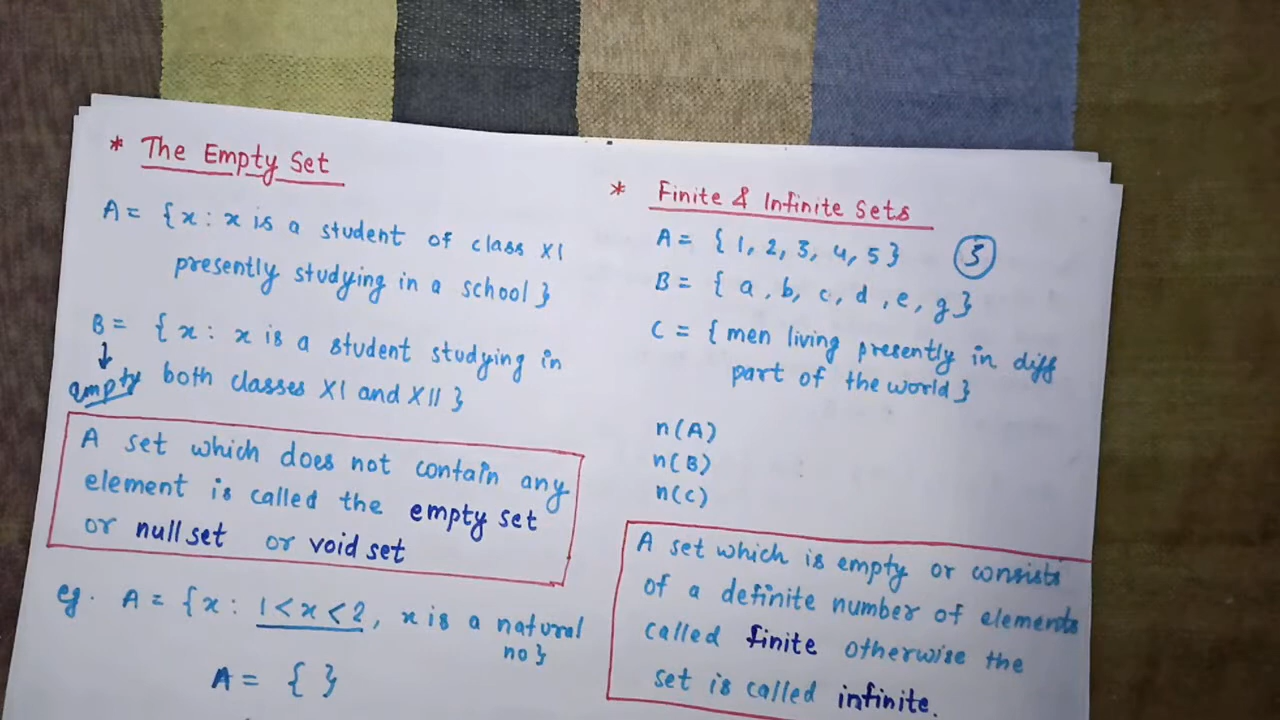 * The Empty Set
A = {x : x is a student of class XI
presently studying in a school}
B = {x : x is a student studying in
↓
empty both classes XI and XII}
A set which does not contain any
element is called the empty set
or null set or void set
eg. A = {x : 1<x<2, x is a natural
no}
A = { }
* Finite & Infinite Sets
A = {1, 2, 3, 4, 5}
B = {a, b, c, d, e, g}
C = {men living presently in diff
part of the world}
n(A)
n(B)
n(C)
A set which is empty or consists
of a definite number of elements
called finite otherwise the
set is called infinite.